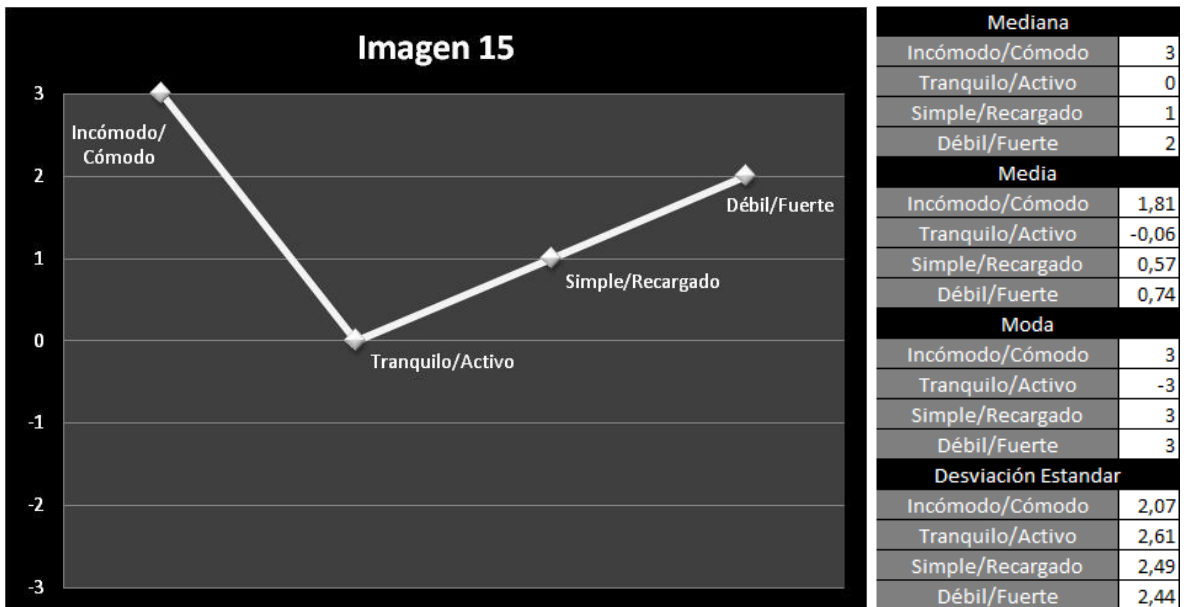 Imagen 15
3
2
1
0
-1
-2
-3
Incómodo/
Cómodo
Tranquilo/Activo
Simple/Recargado
Débil/Fuerte
Mediana
Incómodo/Cómodo 3
Tranquilo/Activo 0
Simple/Recargado 1
Débil/Fuerte 2
Media
Incómodo/Cómodo 1,81
Tranquilo/Activo -0,06
Simple/Recargado 0,57
Débil/Fuerte 0,74
Moda
Incómodo/Cómodo 3
Tranquilo/Activo -3
Simple/Recargado 3
Débil/Fuerte 3
Desviación Estandar
Incómodo/Cómodo 2,07
Tranquilo/Activo 2,61
Simple/Recargado 2,49
Débil/Fuerte 2,44